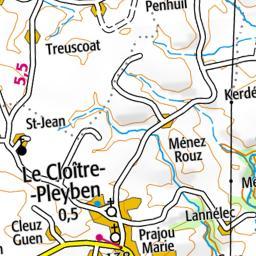 Penhuil
Treuscoat
5,5
Kerdé
St-Jean
Ménez
Rouz
Le Cloître-
-Pleyben
0,5
Lannélec
Cleuz
Guen
Prajou
Marie